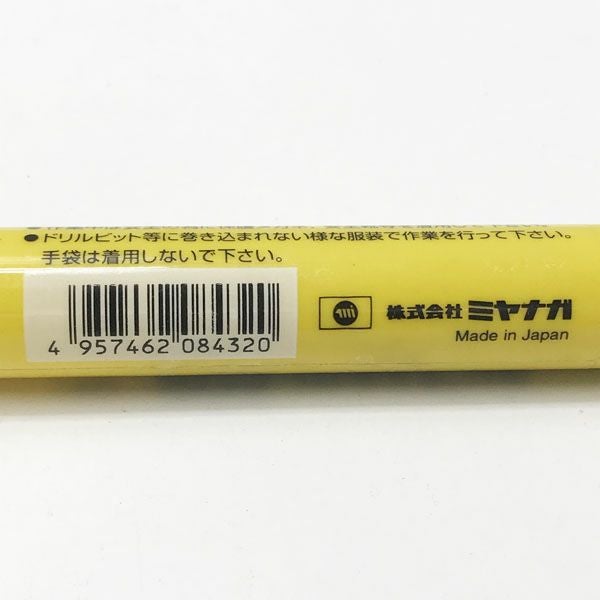 ●ドリルビット等に巻き込まれない様な服装で作業を行って下さい。
手袋は着用しないで下さい。
4 957462 084320
株式会社 ミヤナガ
Made in Japan